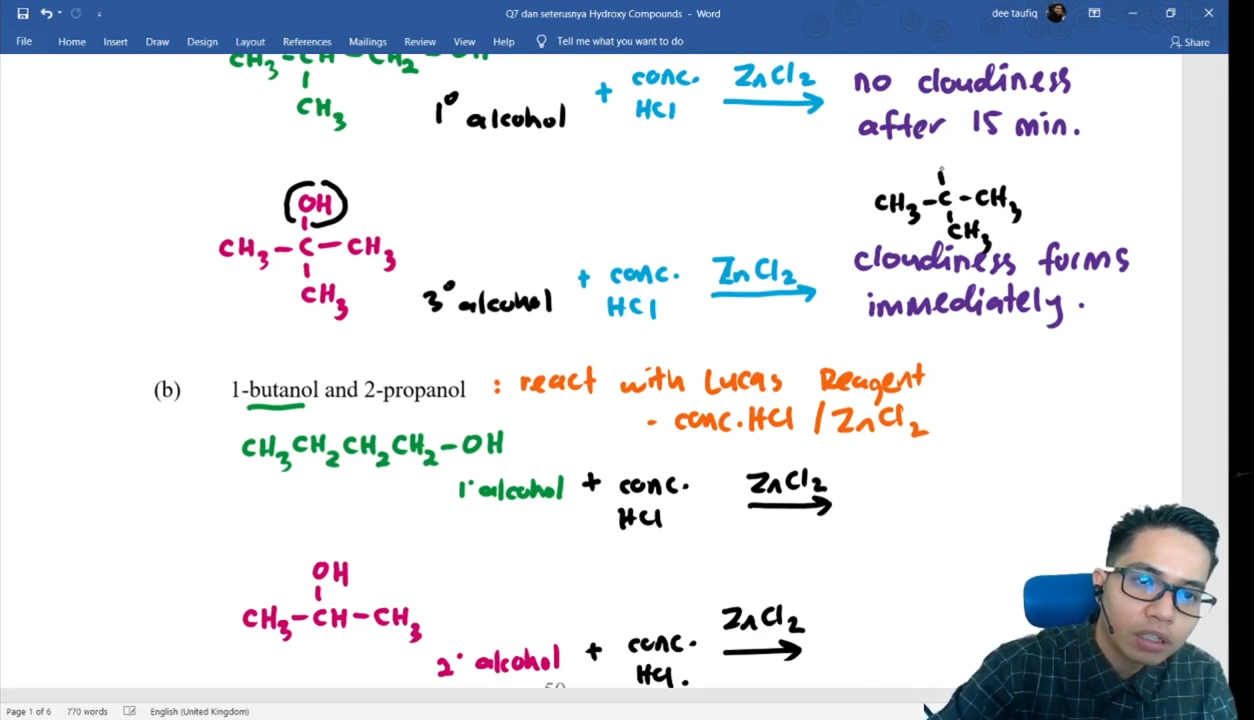 Q7 dan seterusnya Hydroxy Compounds - Word
dee taufiq
File Home Insert Draw Design Layout References Mailings Review View Help Tell me what you want to do
Share
CH3-CH-CH2-OH
CH3
1° alcohol + conc. HCl ZnCl2
no cloudiness
after 15 min.
OH
CH3-C-CH3
CH3
3° alcohol + conc. HCl ZnCl2
CH3-C-CH3
CH3
cloudiness forms
immediately.
(b) 1-butanol and 2-propanol : react with Lucas Reagent
- conc. HCl / ZnCl2
CH3CH2CH2CH2-OH
1° alcohol + conc. HCl ZnCl2
OH
CH3-CH-CH3
2° alcohol + conc. HCl. ZnCl2
Page 1 of 6 770 words English (United Kingdom)